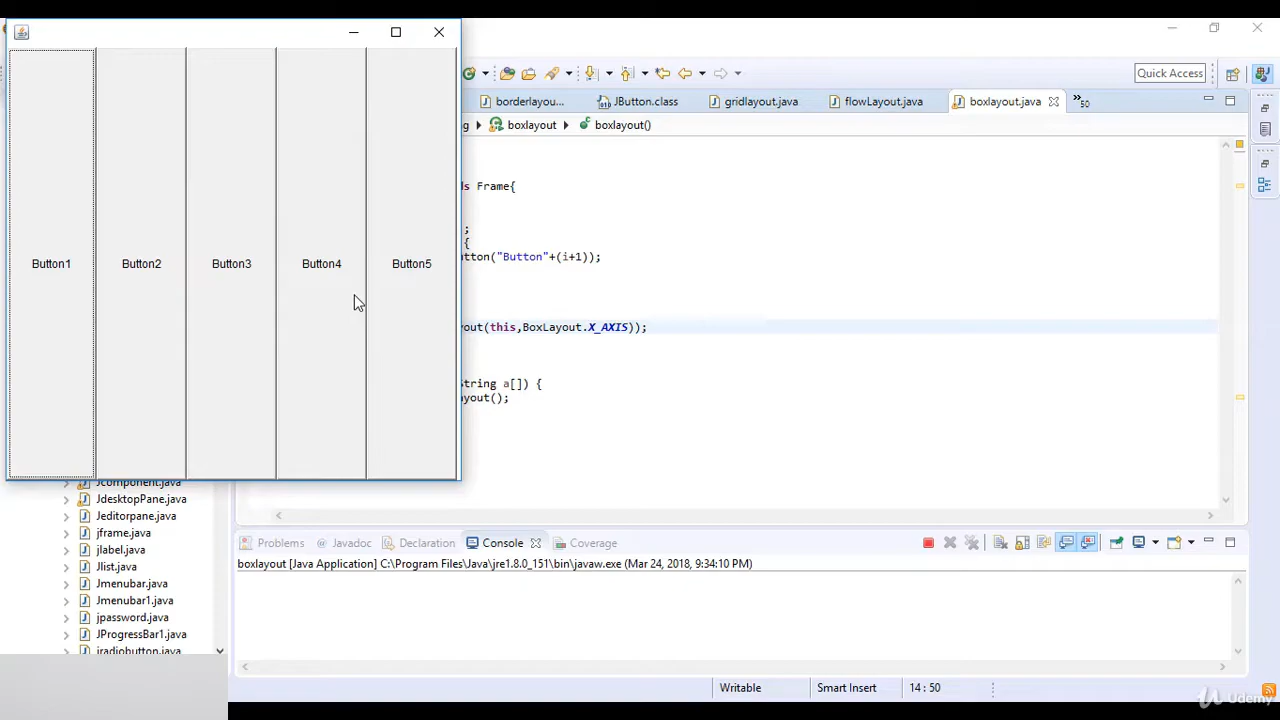 Quick Access
borderlayou...
JButton.class
gridlayout.java
flowLayout.java
boxlayout.java
50
g
boxlayout
boxlayout()
ds Frame{
;
{
tton("Button"+(i+1));
out(this,BoxLayout.X_AXIS));
String a[]) {
yout();
Button1
Button2
Button3
Button4
Button5
Jcomponent.java
JdesktopPane.java
Jeditorpane.java
jframe.java
jlabel.java
Jlist.java
Jmenubar.java
Jmenubar1.java
jpassword.java
JProgressBar1.java
jradiobutton.java
Problems
Javadoc
Declaration
Console
Coverage
boxlayout [Java Application] C:\Program Files\Java\jre1.8.0_151\bin\javaw.exe (Mar 24, 2018, 9:34:10 PM)
Writable
Smart Insert
14 : 50
Udemy